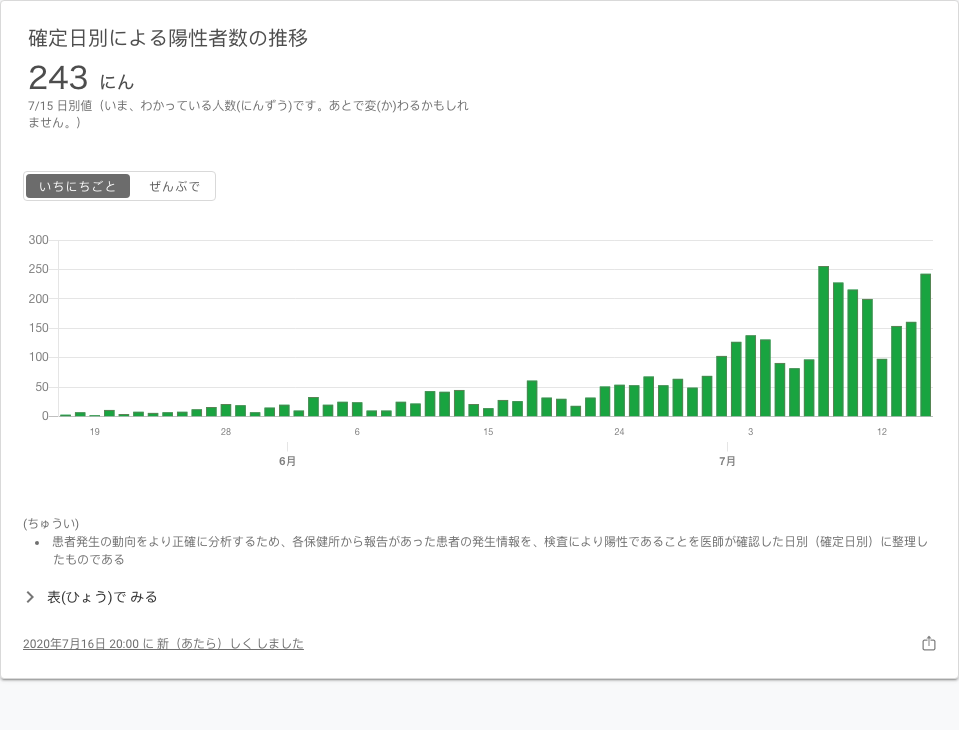 確定日別による陽性者数の推移
243 にん
7/15 日別値（いま、わかっている人数(にんずう)です。あとで変(か)わるかもしれ
ません。）
いちにちごと ぜんぶで
300
250
200
150
100
50
0
19 28 6 15 24 3 12
6月 7月
(ちゅうい)
• 患者発生の動向をより正確に分析するため、各保健所から報告があった患者の発生情報を、検査により陽性であることを医師が確認した日別（確定日別）に整理し
たものである
表(ひょう)で みる
2020年7月16日 20:00 に 新（あたら）しく しました